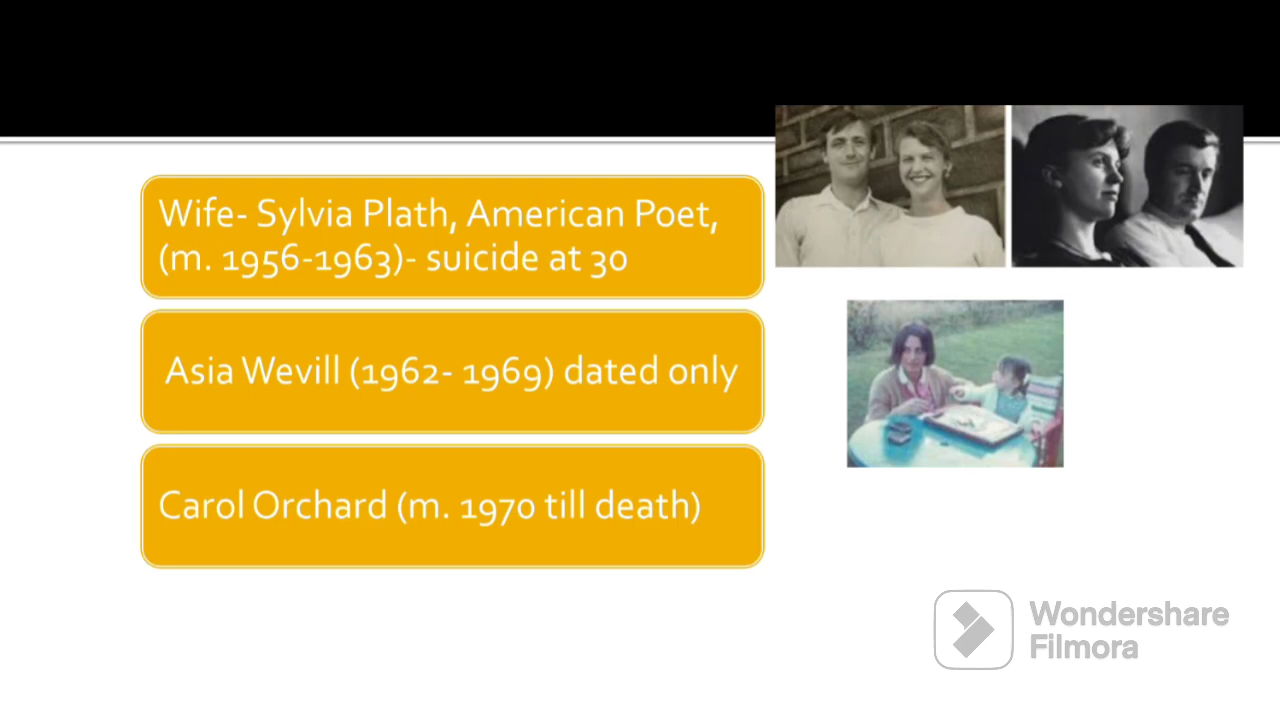 Wife- Sylvia Plath, American Poet,
(m. 1956-1963)- suicide at 30
Asia Wevill (1962- 1969) dated only
Carol Orchard (m. 1970 till death)
Wondershare
Filmora